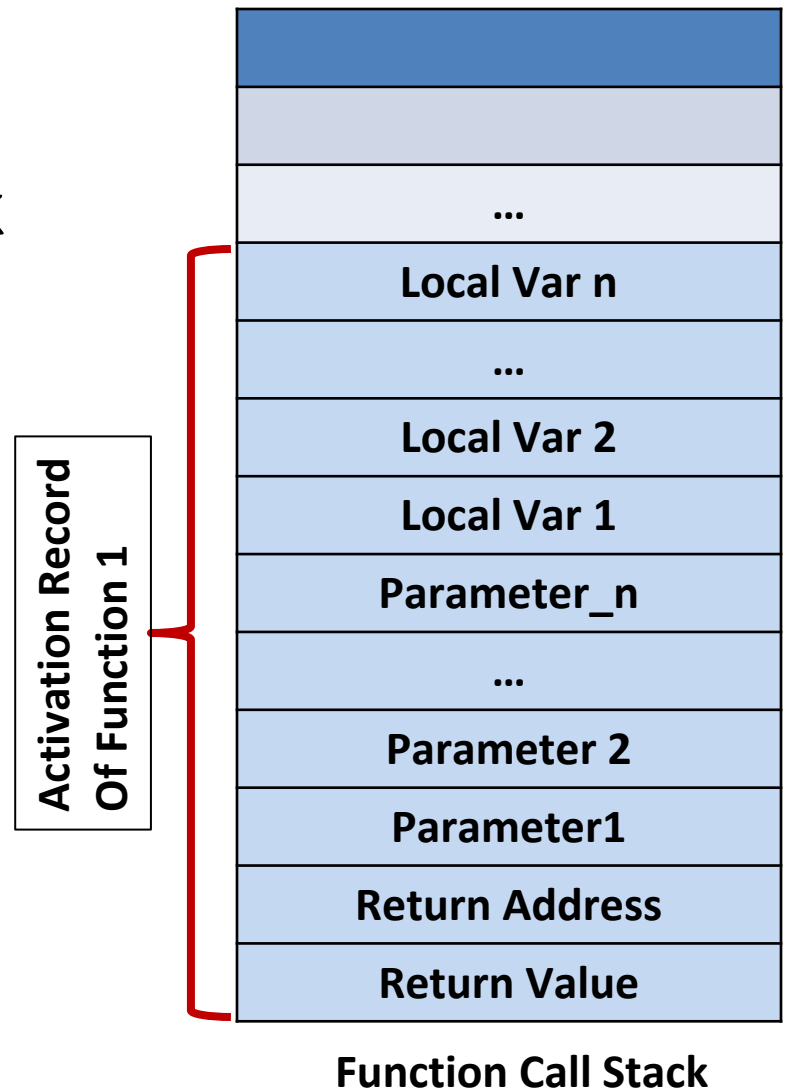 …
Local Var n
…
Local Var 2
Local Var 1
Parameter_n
…
Parameter 2
Parameter1
Return Address
Return Value
Activation Record
Of Function 1
Function Call Stack